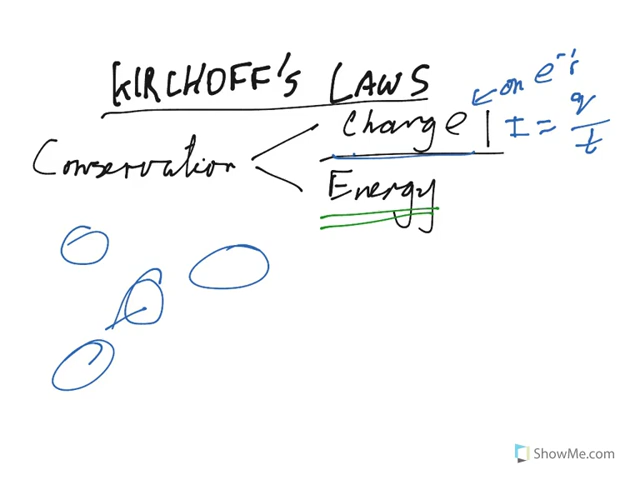 KIRCHOFF's LAWS
on e⁻'s
Charge | I = q/t
Conservation
Energy
ShowMe.com